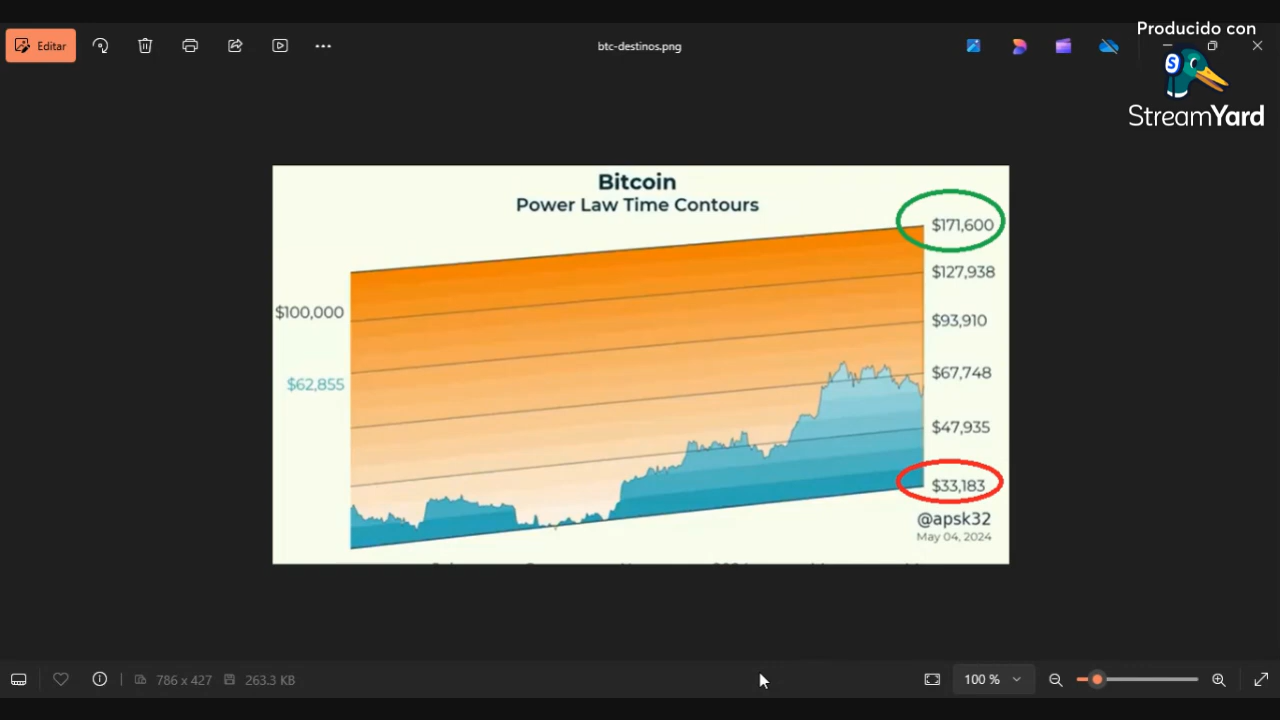 Producido con
StreamYard
Editar
btc-destinos.png
Bitcoin
Power Law Time Contours
$171,600
$127,938
$100,000
$93,910
$62,855
$67,748
$47,935
$33,183
@apsk32
May 04, 2024
786 x 427
263.3 KB
100 %